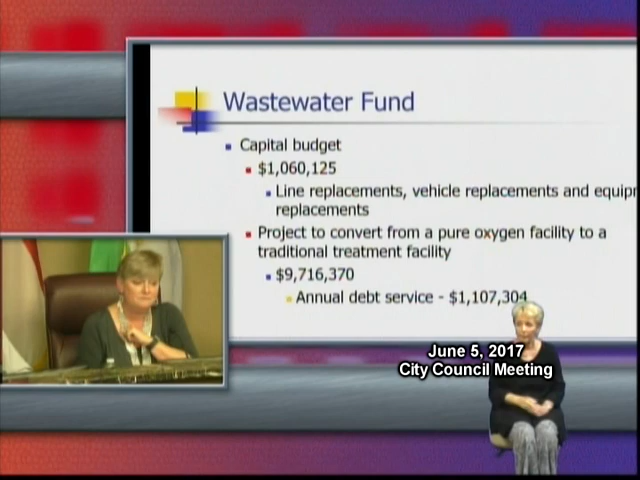 Wastewater Fund
Capital budget
$1,060,125
Line replacements, vehicle replacements and
replacements
Project to convert from a pure oxygen facility to a
traditional treatment facility
$9,716,370
Annual debt service - $1,107,304
June 5, 2017
City Council Meeting